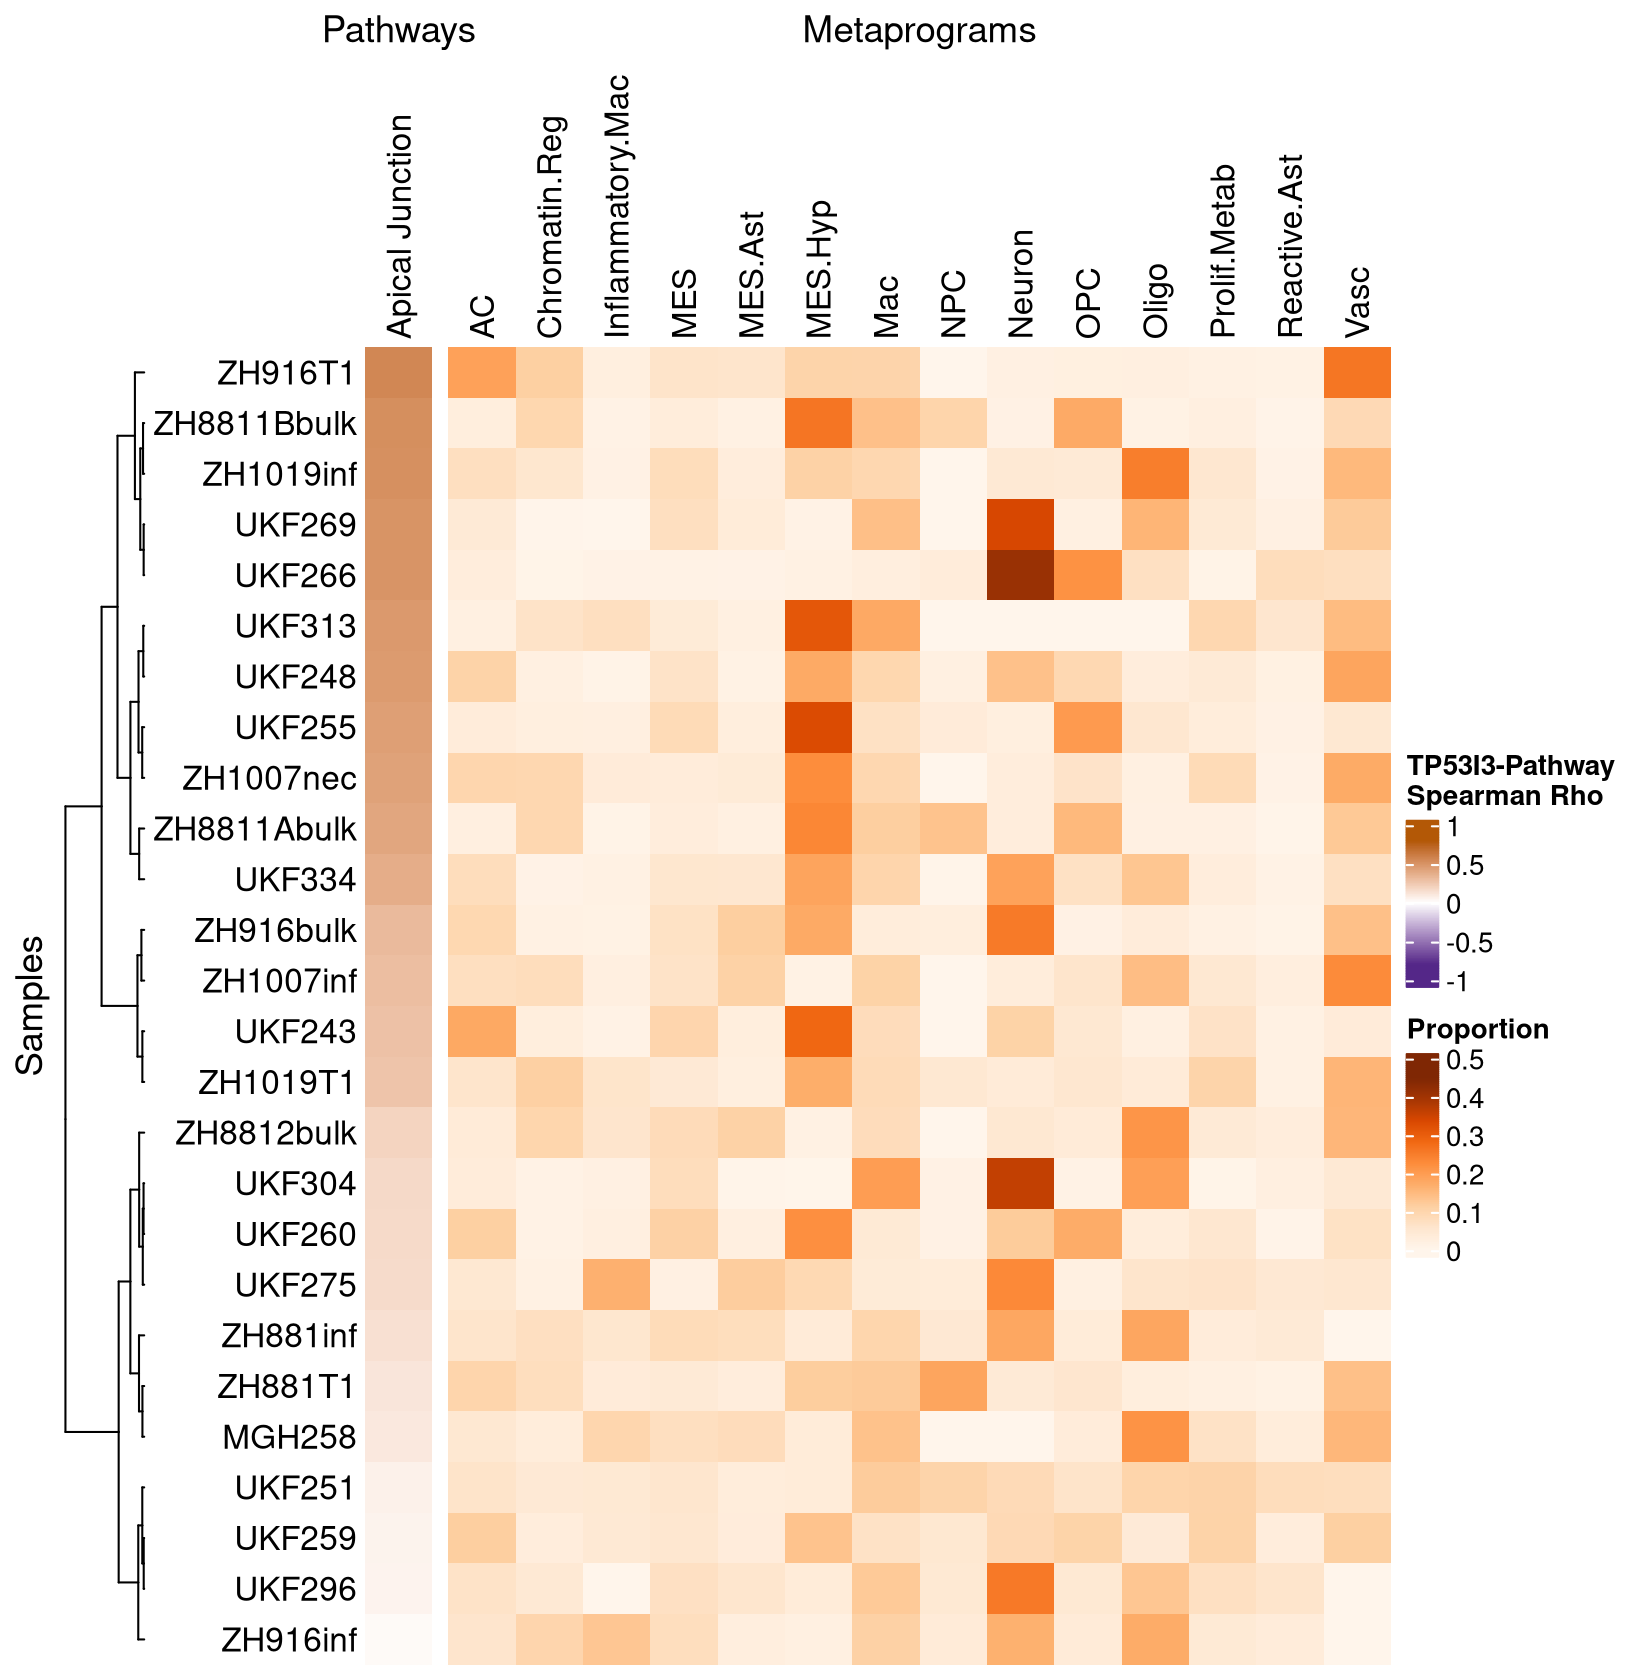 Pathways
Metaprograms
Apical Junction
AC
Chromatin.Reg
Inflammatory.Mac
MES
MES.Ast
MES.Hyp
Mac
NPC
Neuron
OPC
Oligo
Prolif.Metab
Reactive.Ast
Vasc
Samples
ZH916T1
ZH8811Bbulk
ZH1019inf
UKF269
UKF266
UKF313
UKF248
UKF255
ZH1007nec
ZH8811Abulk
UKF334
ZH916bulk
ZH1007inf
UKF243
ZH1019T1
ZH8812bulk
UKF304
UKF260
UKF275
ZH881inf
ZH881T1
MGH258
UKF251
UKF259
UKF296
ZH916inf
TP53I3-Pathway
Spearman Rho
1
0.5
0
-0.5
-1
Proportion
0.5
0.4
0.3
0.2
0.1
0